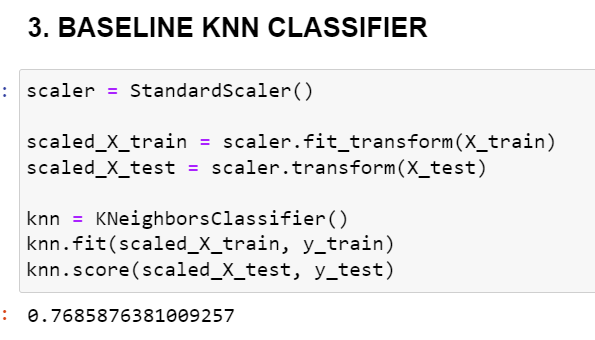 3. BASELINE KNN CLASSIFIER
: scaler = StandardScaler()
scaled_X_train = scaler.fit_transform(X_train)
scaled_X_test = scaler.transform(X_test)
knn = KNeighborsClassifier()
knn.fit(scaled_X_train, y_train)
knn.score(scaled_X_test, y_test)
: 0.7685876381009257